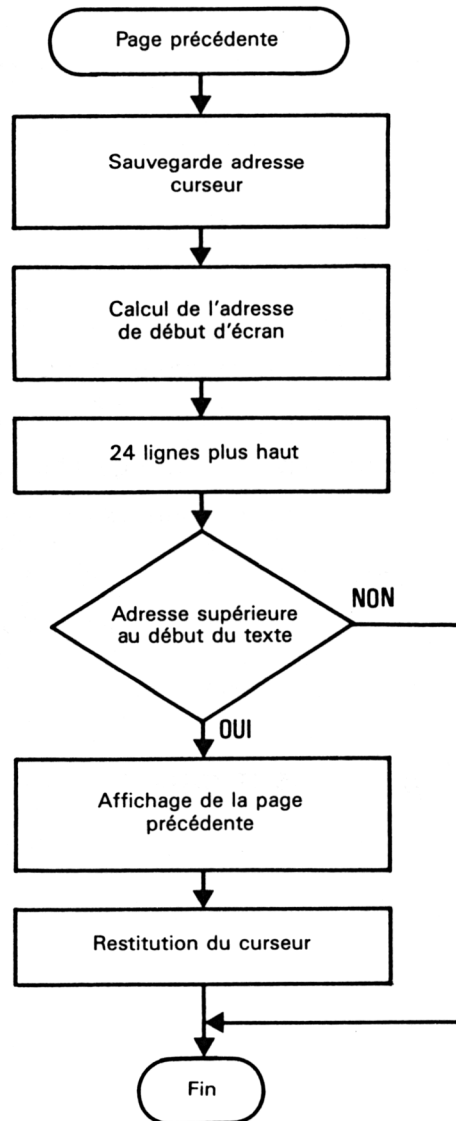 Page précédente
Sauvegarde adresse
curseur
Calcul de l'adresse
de début d'écran
24 lignes plus haut
Adresse supérieure
au début du texte
NON
OUI
Affichage de la page
précédente
Restitution du curseur
Fin